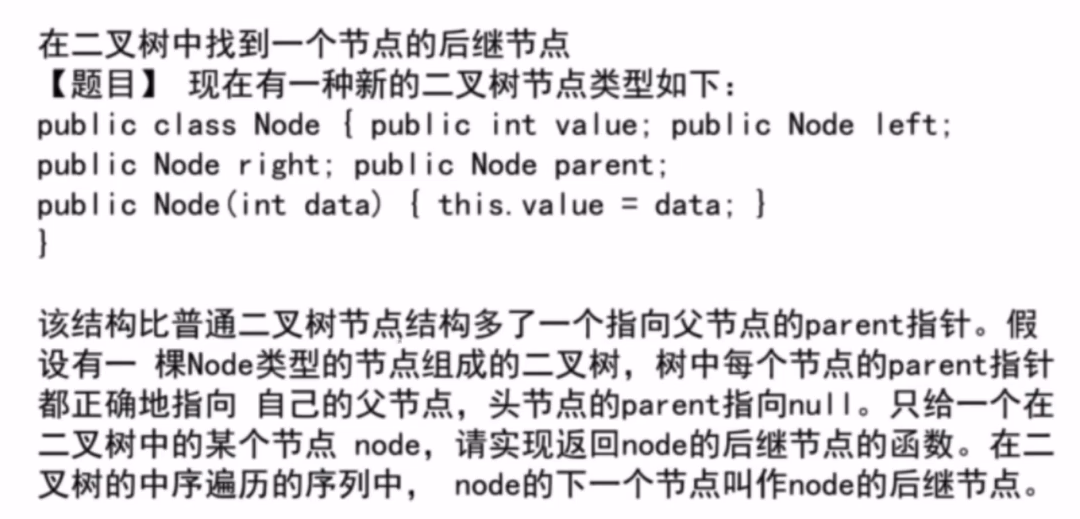 在二叉树中找到一个节点的后继节点
【题目】 现在有一种新的二叉树节点类型如下：
public class Node { public int value; public Node left;
public Node right; public Node parent;
public Node(int data) { this.value = data; }
}
该结构比普通二叉树节点结构多了一个指向父节点的parent指针。假
设有一 棵Node类型的节点组成的二叉树，树中每个节点的parent指针
都正确地指向 自己的父节点，头节点的parent指向null。只给一个在
二叉树中的某个节点 node，请实现返回node的后继节点的函数。在二
叉树的中序遍历的序列中， node的下一个节点叫作node的后继节点。